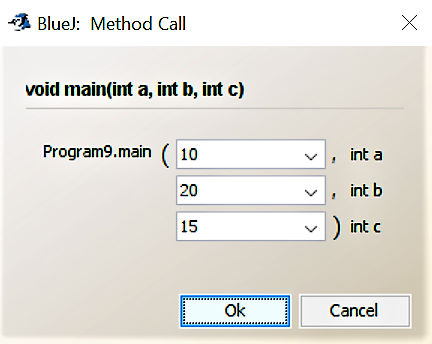 BlueJ: Method Call
void main(int a, int b, int c)
Program9.main ( 10 , int a
20 , int b
15 ) int c
Ok Cancel